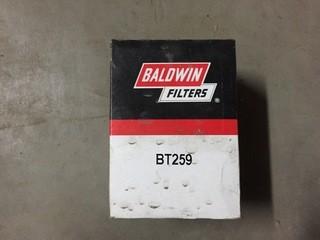 BALDWIN
FILTERS
®
BT259